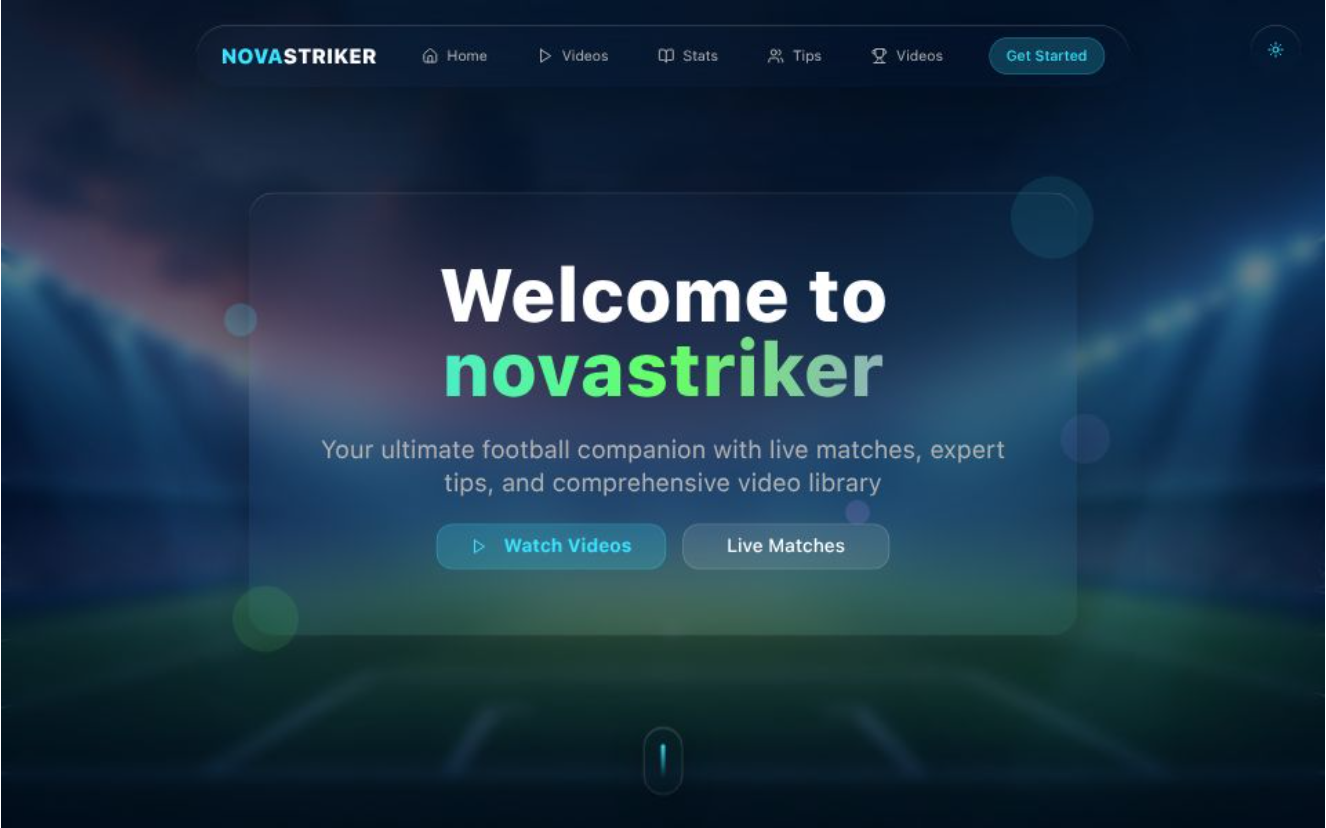 NOVASTRIKER
Home
Videos
Stats
Tips
Videos
Get Started
Welcome to
novastriker
Your ultimate football companion with live matches, expert
tips, and comprehensive video library
Watch Videos
Live Matches